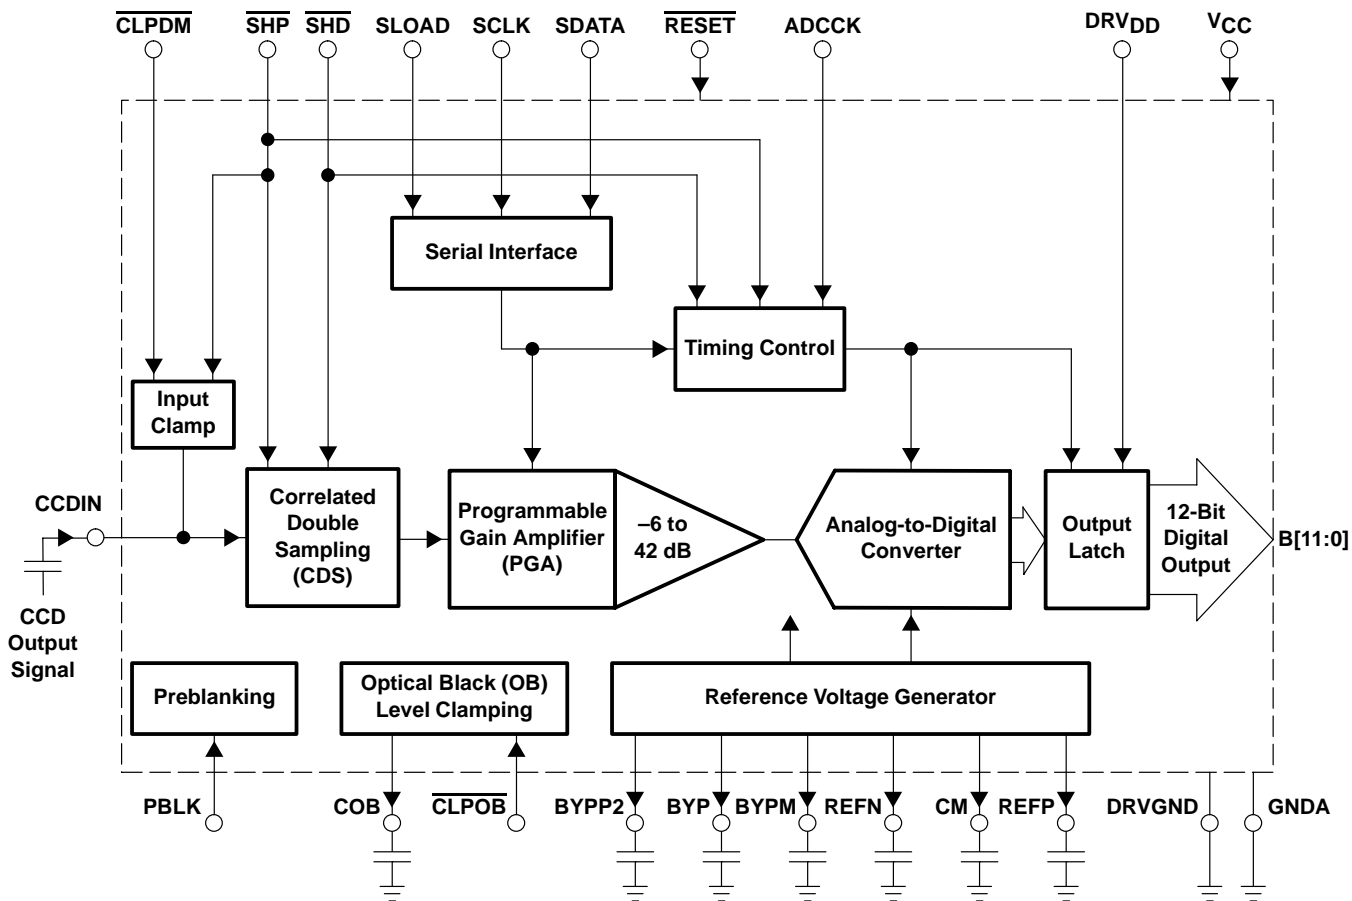 CLPDM SHP SHD SLOAD SCLK SDATA RESET ADCCK DRVDD VCC
Serial Interface
Timing Control
Input
Clamp
CCDIN
Correlated
Double
Sampling
(CDS)
Programmable
Gain Amplifier
(PGA)
–6 to
42 dB
Analog-to-Digital
Converter
Output
Latch
12-Bit
Digital
Output
B[11:0]
CCD
Output
Signal
Preblanking
Optical Black (OB)
Level Clamping
Reference Voltage Generator
PBLK COB CLPOB BYPP2 BYP BYPM REFN CM REFP DRVGND GNDA